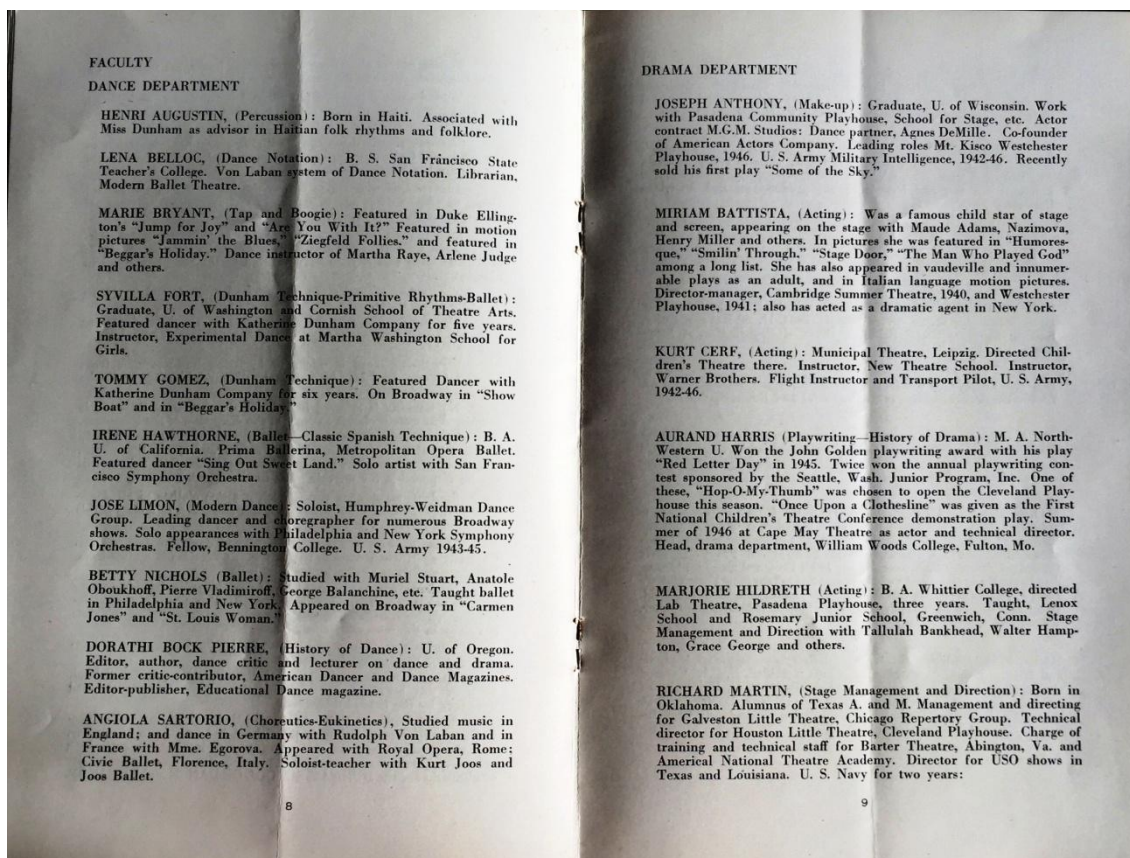 FACULTY
DANCE DEPARTMENT
HENRI AUGUSTIN, (Percussion): Born in Haiti. Associated with
Miss Dunham as advisor in Haitian folk rhythms and folklore.
LENA BELLOC, (Dance Notation): B. S. San Francisco State
Teacher's College. Von Laban system of Dance Notation. Librarian,
Modern Ballet Theatre.
MARIE BRYANT, (Tap and Boogie): Featured in Duke Elling-
ton's "Jump for Joy" and "Are You With It?" Featured in motion
pictures "Jammin' the Blues," "Ziegfeld Follies." and featured in
"Beggar's Holiday." Dance instructor of Martha Raye, Arlene Judge
and others.
SYVILLA FORT, (Dunham Technique-Primitive Rhythms-Ballet):
Graduate, U. of Washington and Cornish School of Theatre Arts.
Featured dancer with Katherine Dunham Company for five years.
Instructor, Experimental Dance at Martha Washington School for
Girls.
TOMMY GOMEZ, (Dunham Technique): Featured Dancer with
Katherine Dunham Company for six years. On Broadway in "Show
Boat" and in "Beggar's Holiday."
IRENE HAWTHORNE, (Ballet—Classic Spanish Technique): B. A.
U. of California. Prima Ballerina, Metropolitan Opera Ballet.
Featured dancer "Sing Out Sweet Land." Solo artist with San Fran-
cisco Symphony Orchestra.
JOSE LIMON, (Modern Dance): Soloist, Humphrey-Weidman Dance
Group. Leading dancer and choregrapher for numerous Broadway
shows. Solo appearances with Philadelphia and New York Symphony
Orchestras. Fellow, Bennington College. U. S. Army 1943-45.
BETTY NICHOLS (Ballet): Studied with Muriel Stuart, Anatole
Oboukhoff, Pierre Vladimiroff, George Balanchine, etc. Taught ballet
in Philadelphia and New York. Appeared on Broadway in "Carmen
Jones" and "St. Louis Woman."
DORATHI BOCK PIERRE, (History of Dance): U. of Oregon.
Editor, author, dance critic and lecturer on dance and drama.
Former critic-contributor, American Dancer and Dance Magazines.
Editor-publisher, Educational Dance magazine.
ANGIOLA SARTORIO, (Choreutics-Eukinetics), Studied music in
England; and dance in Germany with Rudolph Von Laban and in
France with Mme. Egorova. Appeared with Royal Opera, Rome;
Civic Ballet, Florence, Italy. Soloist-teacher with Kurt Joos and
Joos Ballet.
8
DRAMA DEPARTMENT
JOSEPH ANTHONY, (Make-up): Graduate, U. of Wisconsin. Work
with Pasadena Community Playhouse, School for Stage, etc. Actor
contract M.G.M. Studios: Dance partner, Agnes DeMille. Co-founder
of American Actors Company. Leading roles Mt. Kisco Westchester
Playhouse, 1946. U. S. Army Military Intelligence, 1942-46. Recently
sold his first play "Some of the Sky."
MIRIAM BATTISTA, (Acting): Was a famous child star of stage
and screen, appearing on the stage with Maude Adams, Nazimova,
Henry Miller and others. In pictures she was featured in "Humores-
que," "Smilin' Through," "Stage Door," "The Man Who Played God"
among a long list. She has also appeared in vaudeville and innumer-
able plays as an adult, and in Italian language motion pictures.
Director-manager, Cambridge Summer Theatre, 1940, and Westchester
Playhouse, 1941; also has acted as a dramatic agent in New York.
KURT CERF, (Acting): Municipal Theatre, Leipzig. Directed Chil-
dren's Theatre there. Instructor, New Theatre School. Instructor,
Warner Brothers. Flight Instructor and Transport Pilot, U. S. Army,
1942-46.
AURAND HARRIS (Playwriting—History of Drama): M. A. North-
Western U. Won the John Golden playwriting award with his play
"Red Letter Day" in 1945. Twice won the annual playwriting con-
test sponsored by the Seattle, Wash. Junior Program, Inc. One of
these, "Hop-O-My-Thumb" was chosen to open the Cleveland Play-
house this season. "Once Upon a Clothesline" was given as the First
National Children's Theatre Conference demonstration play. Sum-
mer of 1946 at Cape May Theatre as actor and technical director.
Head, drama department, William Woods College, Fulton, Mo.
MARJORIE HILDRETH (Acting): B. A. Whittier College, directed
Lab Theatre, Pasadena Playhouse, three years. Taught, Lenox
School and Rosemary Junior School, Greenwich, Conn. Stage
Management and Direction with Tallulah Bankhead, Walter Hamp-
ton, Grace George and others.
RICHARD MARTIN, (Stage Management and Direction): Born in
Oklahoma. Alumnus of Texas A. and M. Management and directing
for Galveston Little Theatre, Chicago Repertory Group. Technical
director for Houston Little Theatre, Cleveland Playhouse. Charge of
training and technical staff for Barter Theatre, Abington, Va. and
Americal National Theatre Academy. Director for USO shows in
Texas and Louisiana. U. S. Navy for two years:
9